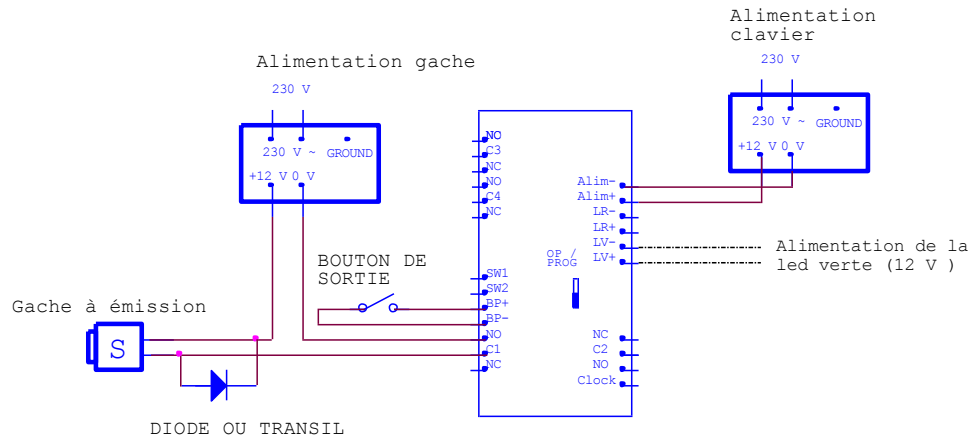 Alimentation
clavier
230 V
230 V ~ GROUND
+12 V 0 V
Alimentation gache
230 V
230 V ~ GROUND
+12 V 0 V
NO
C3
NC
NO
C4
NC
SW1
SW2
BP+
BP-
NO
C1
NC
Alim-
Alim+
LR-
LR+
LV-
LV+
OP /
PROG
NC
C2
NO
Clock
Alimentation de la
led verte (12 V )
BOUTON DE
SORTIE
Gache à émission
S
DIODE OU TRANSIL